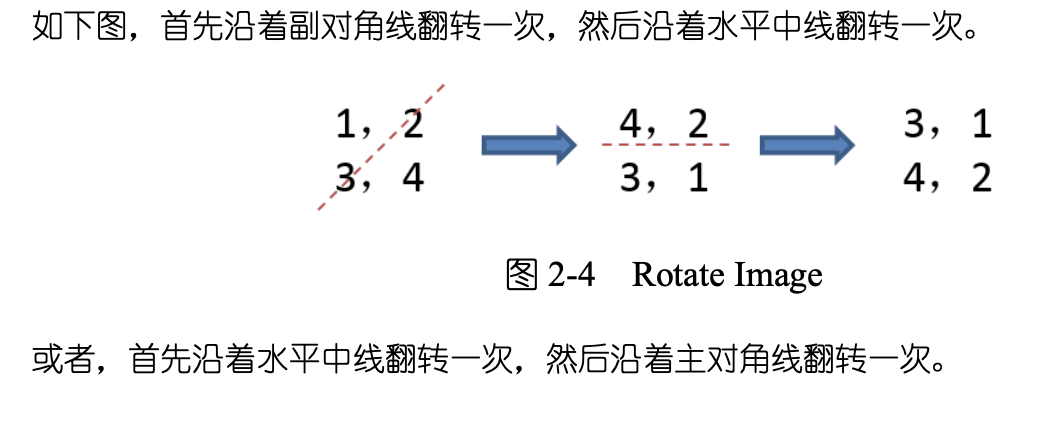 如下图，首先沿着副对角线翻转一次，然后沿着水平中线翻转一次。
1, 2 4, 2 3, 1
3, 4 3, 1 4, 2
图 2-4 Rotate Image
或者，首先沿着水平中线翻转一次，然后沿着主对角线翻转一次。